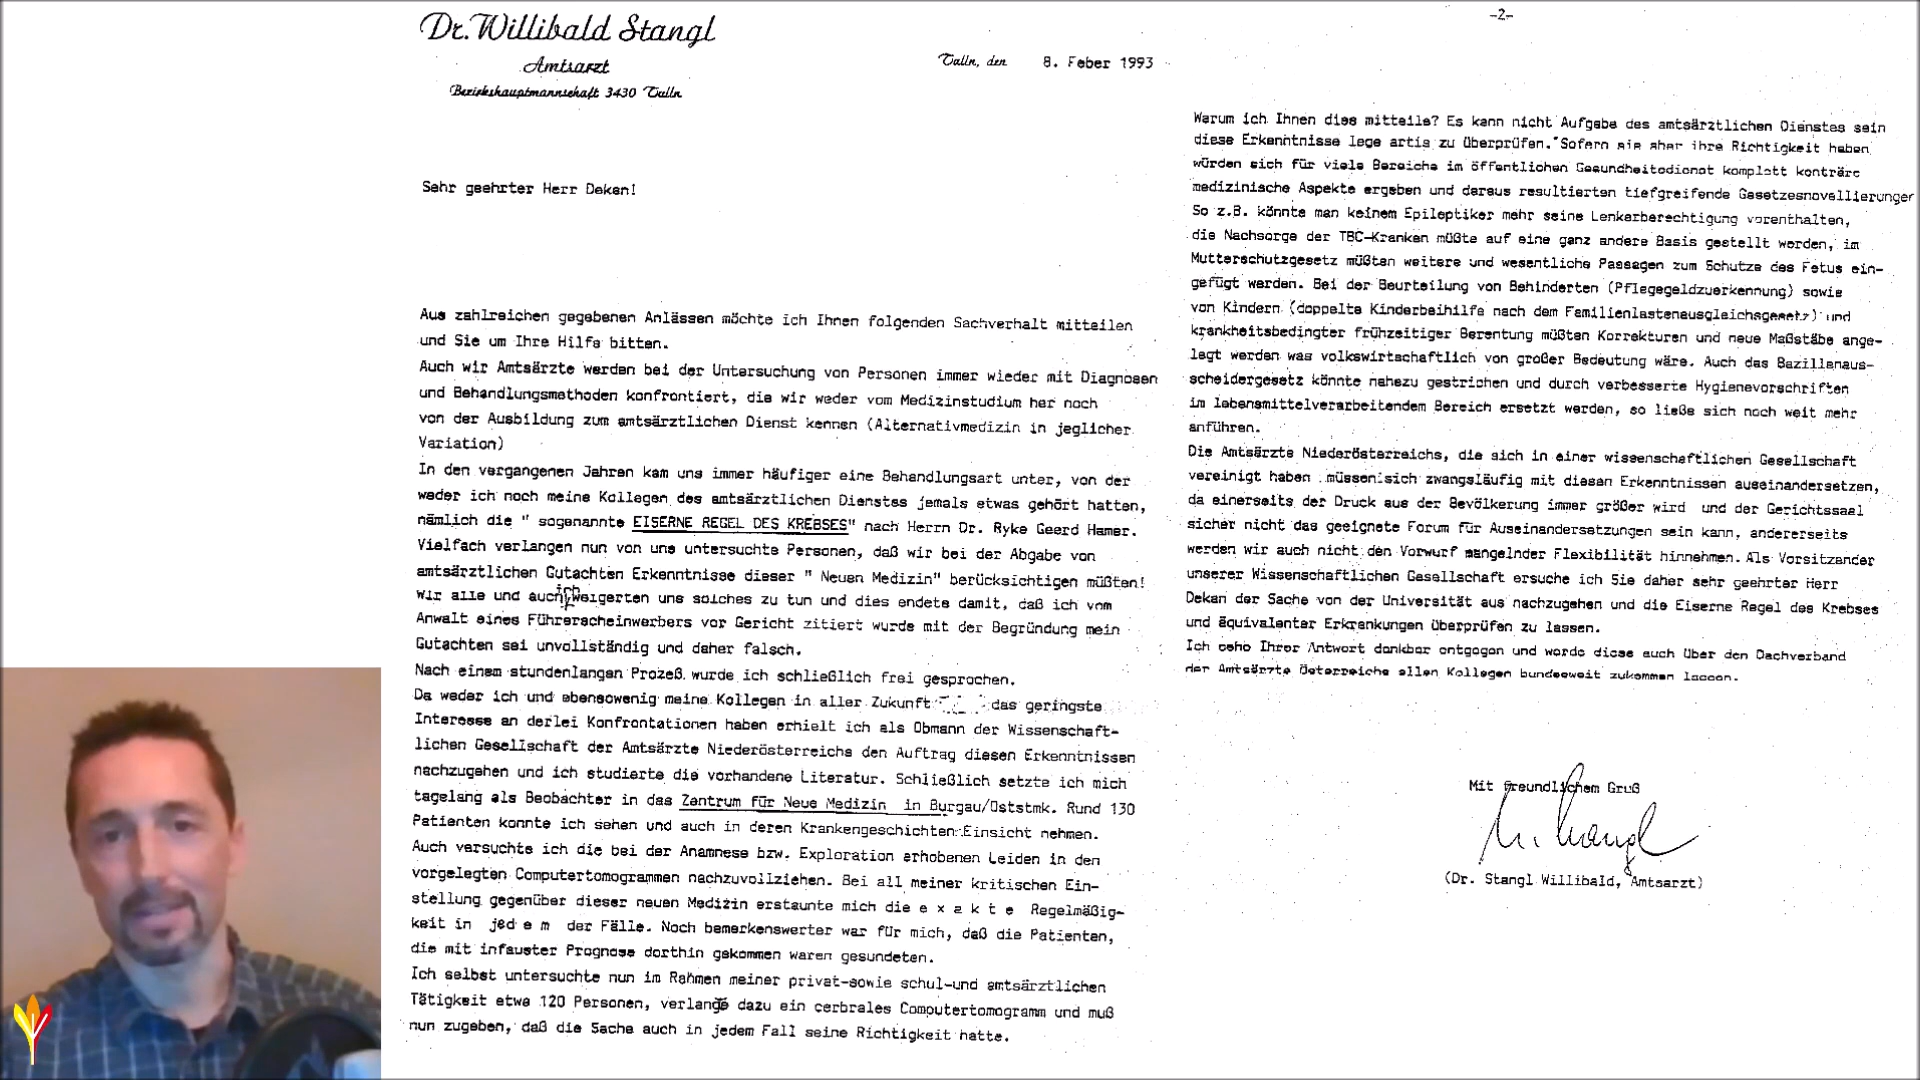 Dr. Willibald Stangl
Amtsarzt
Bezirkshauptmannschaft 3430 Tulln
Tulln, den 8. Feber 1993
Sehr geehrter Herr Dekan!
Aus zahlreichen gegebenen Anlässen möchte ich Ihnen folgenden Sachverhalt mitteilen
und Sie um Ihre Hilfe bitten.
Auch wir Amtsärzte werden bei der Untersuchung von Personen immer wieder mit Diagnosen
und Behandlungsmethoden konfrontiert, die wir weder vom Medizinstudium her noch
von der Ausbildung zum amtsärztlichen Dienst kennen (Alternativmedizin in jeglicher
Variation)
In den vergangenen Jahren kam uns immer häufiger eine Behandlungsart unter, von der
weder ich noch meine Kollegen des amtsärztlichen Dienstes jemals etwas gehört hatten,
nämlich die " sogenannte EISERNE REGEL DES KREBSES" nach Herrn Dr. Ryke Geerd Hamer.
Vielfach verlangen nun von uns untersuchte Personen, daß wir bei der Abgabe von
amtsärztlichen Gutachten Erkenntnisse dieser " Neuen Medizin" berücksichtigen müßten!
Wir alle und auch ich weigerten uns solches zu tun und dies endete damit, daß ich vom
Anwalt eines Führerscheinwerbers vor Gericht zitiert wurde mit der Begründung mein
Gutachten sei unvollständig und daher falsch.
Nach einem stundenlangen Prozeß wurde ich schließlich frei gesprochen.
Da weder ich und ebensowenig meine Kollegen in aller Zukunft das geringste
Interesse an derlei Konfrontationen haben erhielt ich als Obmann der Wissenschaft-
lichen Gesellschaft der Amtsärzte Niederösterreichs den Auftrag diesen Erkenntnissen
nachzugehen und ich studierte die vorhandene Literatur. Schließlich setzte ich mich
tagelang als Beobachter in das Zentrum für Neue Medizin in Burgau/Oststmk. Rund 130
Patienten konnte ich sehen und auch in deren Krankengeschichten Einsicht nehmen.
Auch versuchte ich die bei der Anamnese bzw. Exploration erhobenen Leiden in den
vorgelegten Computertomogrammen nachzuvollziehen. Bei all meiner kritischen Ein-
stellung gegenüber dieser neuen Medizin erstaunte mich die e x a k t e Regelmäßig-
keit in jed e m der Fälle. Noch bemerkenswerter war für mich, daß die Patienten,
die mit infauster Prognose dorthin gekommen waren gesundeten.
Ich selbst untersuchte nun im Rahmen meiner privat-sowie schul-und amtsärztlichen
Tätigkeit etwa 120 Personen, verlangte dazu ein cerbrales Computertomogramm und muß
nun zugeben, daß die Sache auch in jedem Fall seine Richtigkeit hatte.
-2-
Warum ich Ihnen dies mitteile? Es kann nicht Aufgabe des amtsärztlichen Dienstes sein
diese Erkenntnisse lege artis zu überprüfen. Sofern sie aber ihre Richtigkeit haben
würden sich für viele Bereiche im öffentlichen Gesundheitsdienst komplett konträre
medizinische Aspekte ergeben und daraus resultierten tiefgreifende Gesetzesnovellierunger
So z.B. könnte man keinem Epileptiker mehr seine Lenkerberechtigung vorenthalten,
die Nachsorge der TBC-Kranken müßte auf eine ganz andere Basis gestellt werden, im
Mutterschutzgesetz müßten weitere und wesentliche Passagen zum Schutze des Fetus ein-
gefügt werden. Bei der Beurteilung von Behinderten (Pflegegeldzuerkennung) sowie
von Kindern (doppelte Kinderbeihilfe nach dem Familienlastenausgleichsgesetz) und
krankheitsbedingter frühzeitiger Berentung müßten Korrekturen und neue Maßstäbe ange-
legt werden was volkswirtschaftlich von großer Bedeutung wäre. Auch das Bazillenaus-
scheidergesetz könnte nahezu gestrichen und durch verbesserte Hygienevorschriften
im lebensmittelverarbeitendem Bereich ersetzt werden, so ließe sich noch weit mehr
anführen.
Die Amtsärzte Niederösterreichs, die sich in einer wissenschaftlichen Gesellschaft
vereinigt haben müssen sich zwangsläufig mit diesen Erkenntnissen auseinandersetzen,
da einerseits der Druck aus der Bevölkerung immer größer wird und der Gerichtssaal
sicher nicht das geeignete Forum für Auseinandersetzungen sein kann, andererseits
werden wir auch nicht den Vorwurf mangelnder Flexibilität hinnehmen. Als Vorsitzender
unserer Wissenschaftlichen Gesellschaft ersuche ich Sie daher sehr geehrter Herr
Dekan der Sache von der Universität aus nachzugehen und die Eiserne Regel des Krebses
und äquivalenter Erkrankungen überprüfen zu lassen.
Ich sehe Ihrer Antwort dankbar entgegen und werde diese auch über den Dachverband
der Amtsärzte Österreichs allen Kollegen bundesweit zukommen lassen.
Mit freundlichem Gruß
W. Stangl
(Dr. Stangl Willibald, Amtsarzt)